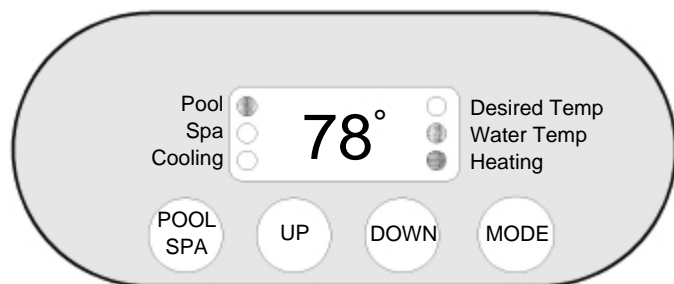 Pool
Spa
Cooling
78°
Desired Temp
Water Temp
Heating
POOL
SPA
UP
DOWN
MODE